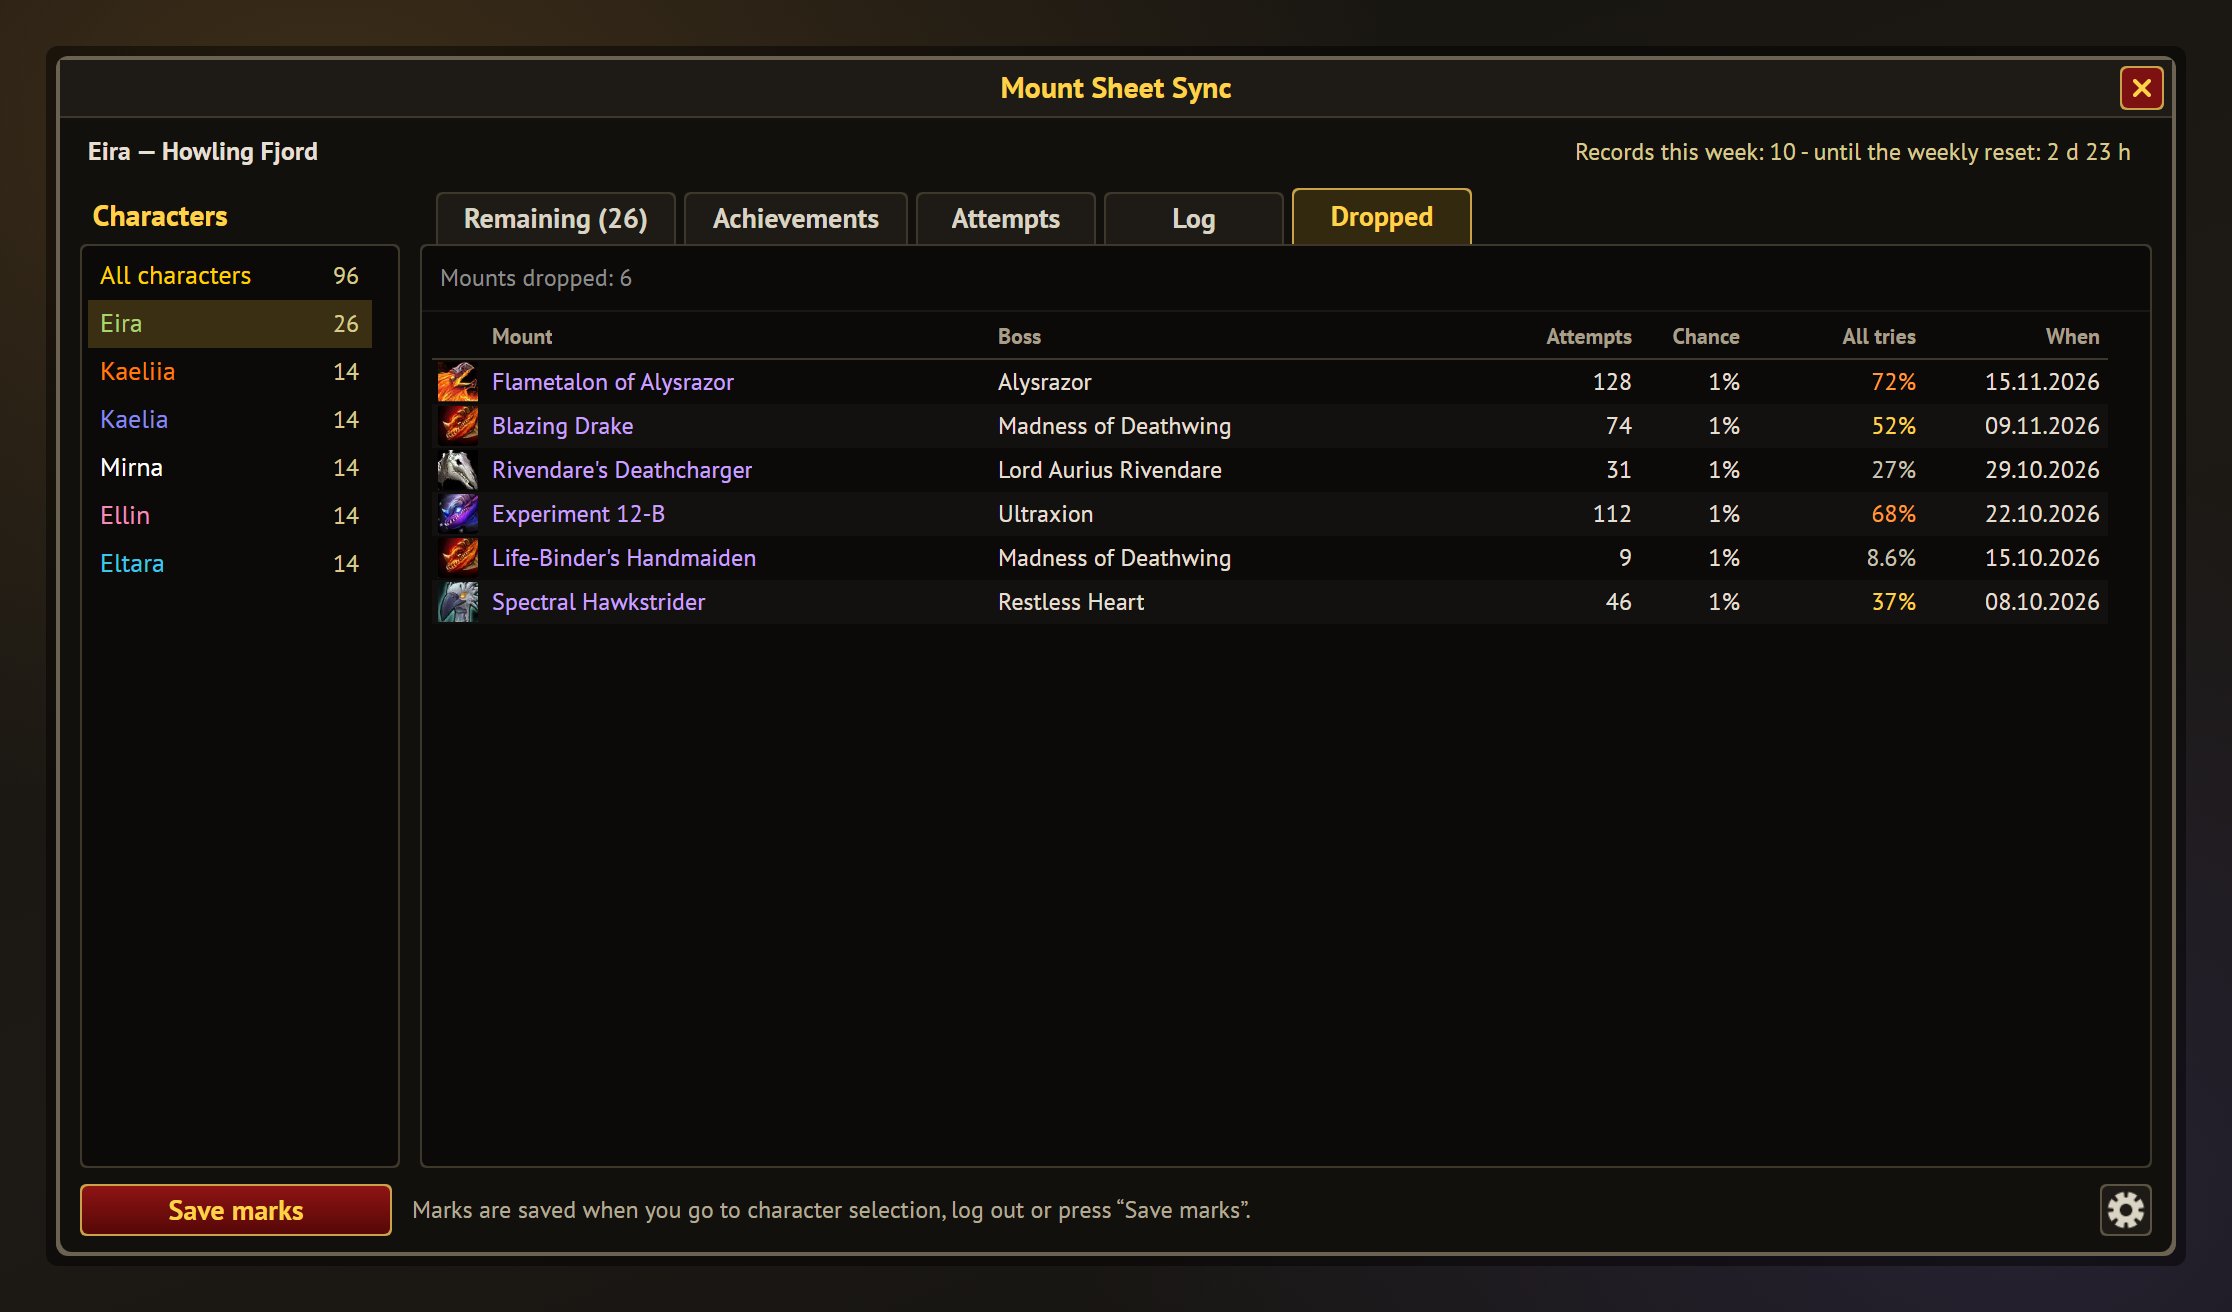 Mount Sheet Sync
Eira — Howling Fjord
Records this week: 10 - until the weekly reset: 2 d 23 h
Characters
Remaining (26)
Achievements
Attempts
Log
Dropped
All characters 96
Eira 26
Kaeliia 14
Kaelia 14
Mirna 14
Ellin 14
Eltara 14
Mounts dropped: 6
Mount Boss Attempts Chance All tries When
Flametalon of Alysrazor Alysrazor 128 1% 72% 15.11.2026
Blazing Drake Madness of Deathwing 74 1% 52% 09.11.2026
Rivendare's Deathcharger Lord Aurius Rivendare 31 1% 27% 29.10.2026
Experiment 12-B Ultraxion 112 1% 68% 22.10.2026
Life-Binder's Handmaiden Madness of Deathwing 9 1% 8.6% 15.10.2026
Spectral Hawkstrider Restless Heart 46 1% 37% 08.10.2026
Save marks
Marks are saved when you go to character selection, log out or press “Save marks”.